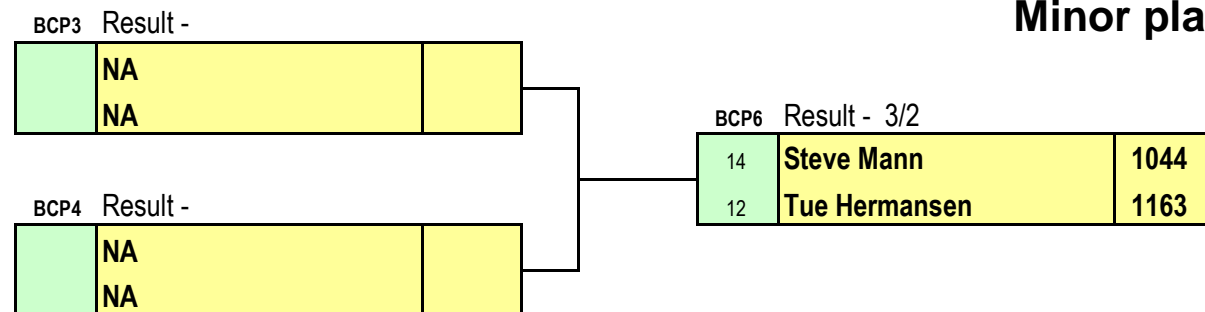 Minor pla
BCP3 Result -
NA
NA
BCP6 Result - 3/2
14 Steve Mann 1044
12 Tue Hermansen 1163
BCP4 Result -
NA
NA